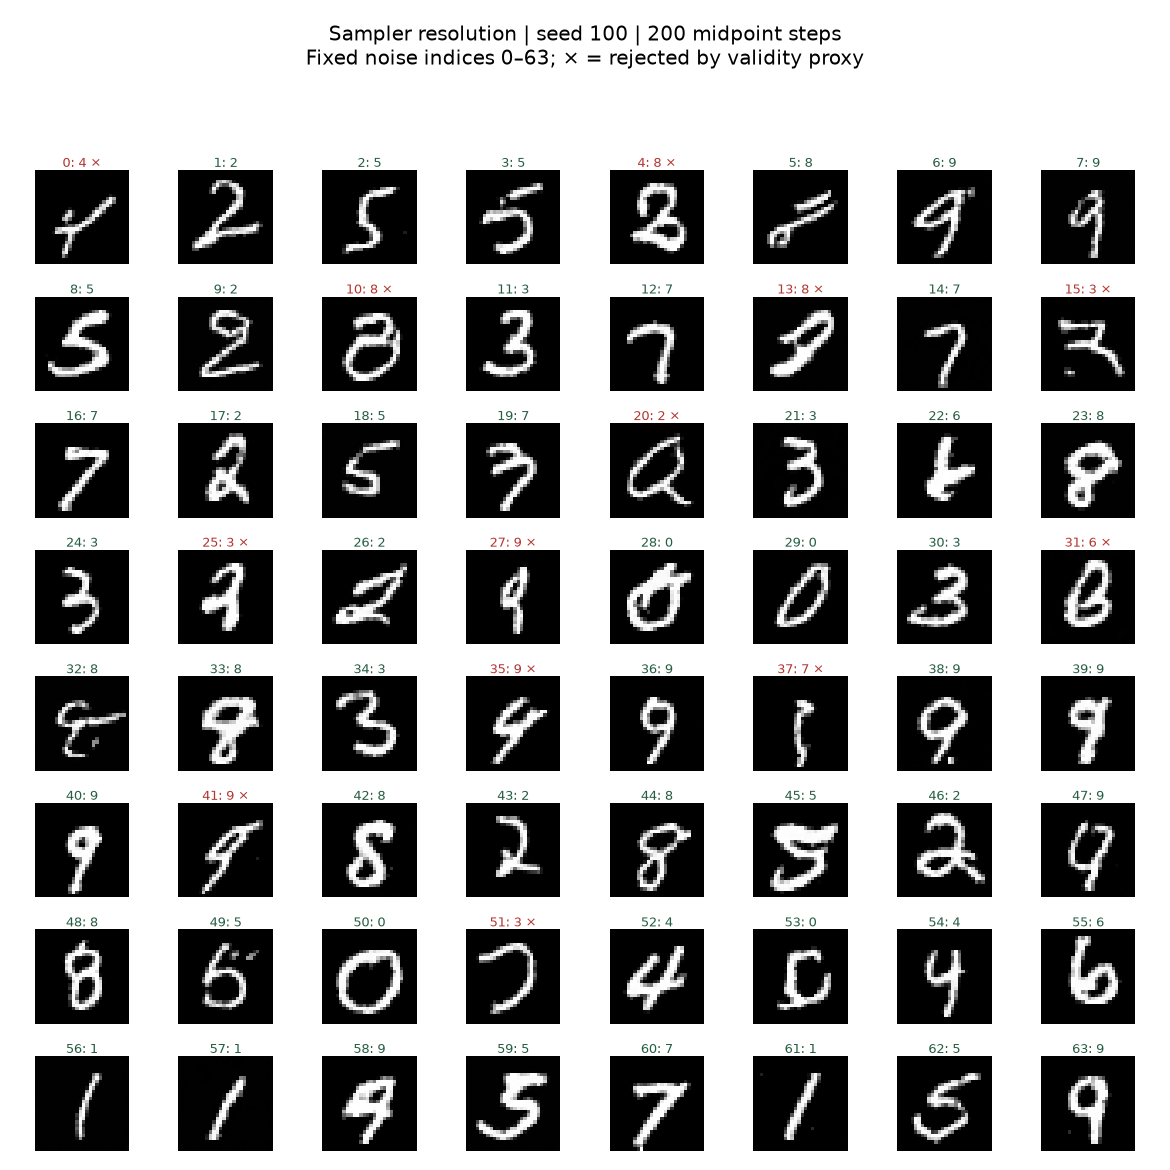 Sampler resolution | seed 100 | 200 midpoint steps
Fixed noise indices 0–63; × = rejected by validity proxy
0: 4 × 1: 2 2: 5 3: 5 4: 8 × 5: 8 6: 9 7: 9
8: 5 9: 2 10: 8 × 11: 3 12: 7 13: 8 × 14: 7 15: 3 ×
16: 7 17: 2 18: 5 19: 7 20: 2 × 21: 3 22: 6 23: 8
24: 3 25: 3 × 26: 2 27: 9 × 28: 0 29: 0 30: 3 31: 6 ×
32: 8 33: 8 34: 3 35: 9 × 36: 9 37: 7 × 38: 9 39: 9
40: 9 41: 9 × 42: 8 43: 2 44: 8 45: 5 46: 2 47: 9
48: 8 49: 5 50: 0 51: 3 × 52: 4 53: 0 54: 4 55: 6
56: 1 57: 1 58: 9 59: 5 60: 7 61: 1 62: 5 63: 9